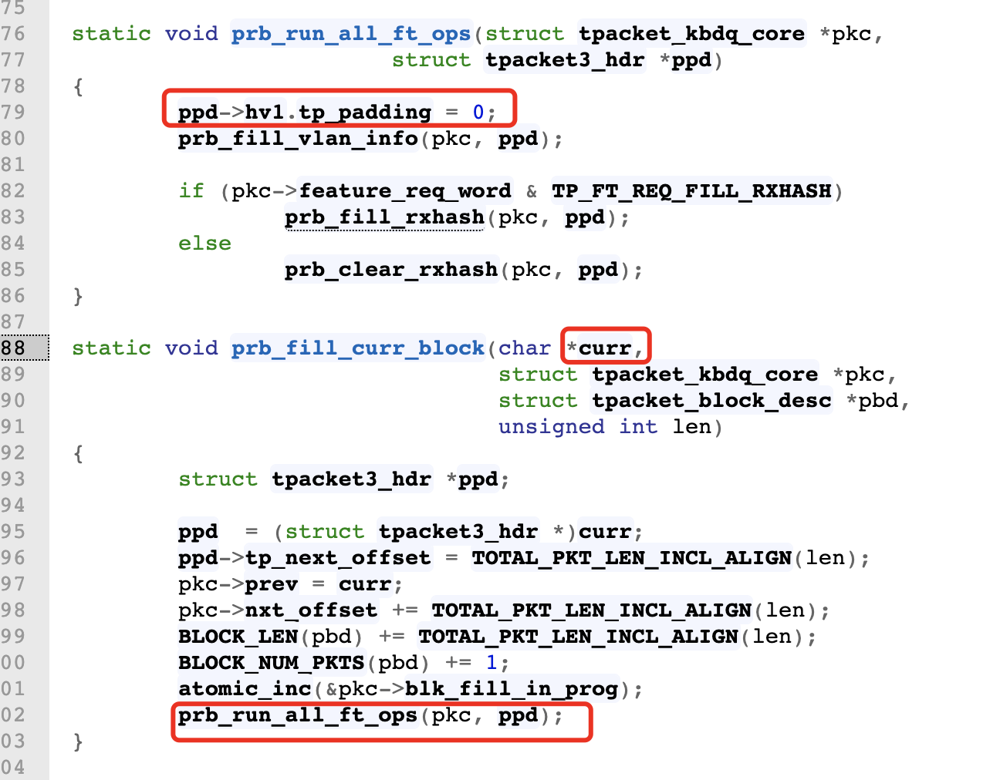 75
76 static void prb_run_all_ft_ops(struct tpacket_kbdq_core *pkc,
77 struct tpacket3_hdr *ppd)
78 {
79 ppd->hv1.tp_padding = 0;
80 prb_fill_vlan_info(pkc, ppd);
81
82 if (pkc->feature_req_word & TP_FT_REQ_FILL_RXHASH)
83 prb_fill_rxhash(pkc, ppd);
84 else
85 prb_clear_rxhash(pkc, ppd);
86 }
87
88 static void prb_fill_curr_block(char *curr,
89 struct tpacket_kbdq_core *pkc,
90 struct tpacket_block_desc *pbd,
91 unsigned int len)
92 {
93 struct tpacket3_hdr *ppd;
94
95 ppd = (struct tpacket3_hdr *)curr;
96 ppd->tp_next_offset = TOTAL_PKT_LEN_INCL_ALIGN(len);
97 pkc->prev = curr;
98 pkc->nxt_offset += TOTAL_PKT_LEN_INCL_ALIGN(len);
99 BLOCK_LEN(pbd) += TOTAL_PKT_LEN_INCL_ALIGN(len);
00 BLOCK_NUM_PKTS(pbd) += 1;
01 atomic_inc(&pkc->blk_fill_in_prog);
02 prb_run_all_ft_ops(pkc, ppd);
03 }
04